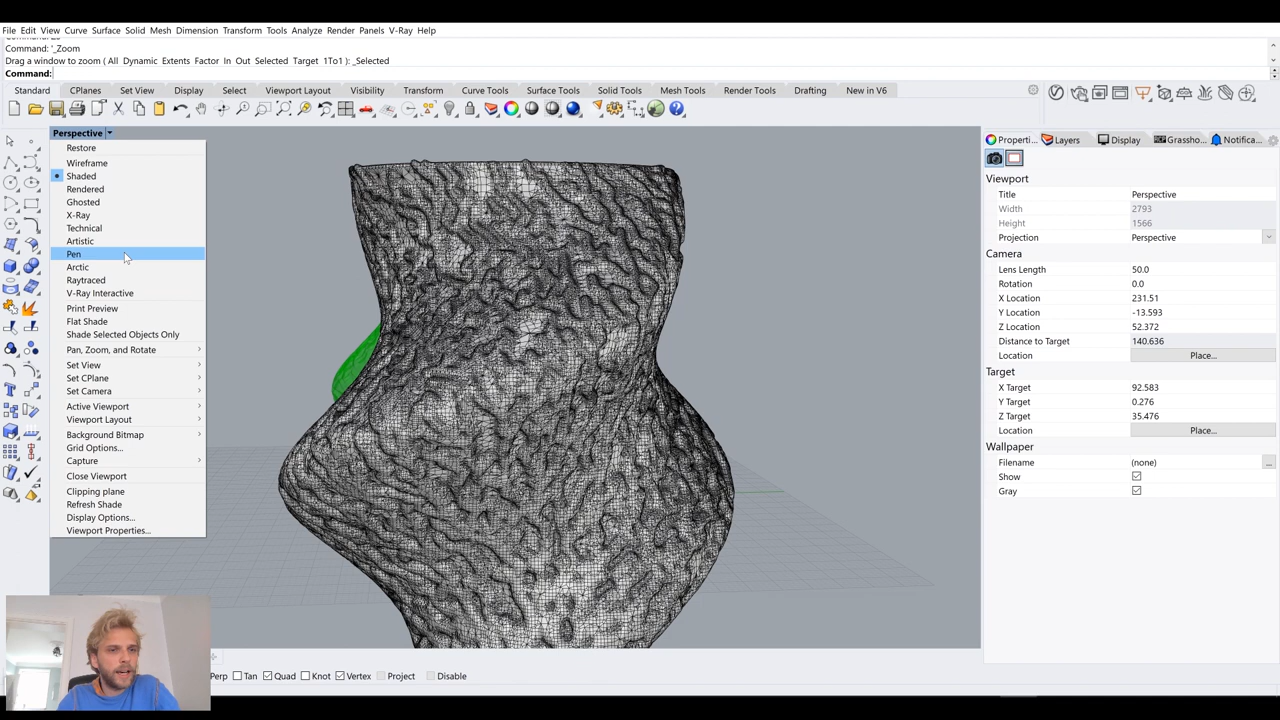 File Edit View Curve Surface Solid Mesh Dimension Transform Tools Analyze Render Panels V-Ray Help
Command: '_Zoom
Drag a window to zoom ( All Dynamic Extents Factor In Out Selected Target 1To1 ): _Selected
Command:
Standard CPlanes Set View Display Select Viewport Layout Visibility Transform Curve Tools Surface Tools Solid Tools Mesh Tools Render Tools Drafting New in V6
Perspective
Restore
Wireframe
Shaded
Rendered
Ghosted
X-Ray
Technical
Artistic
Pen
Arctic
Raytraced
V-Ray Interactive
Print Preview
Flat Shade
Shade Selected Objects Only
Pan, Zoom, and Rotate
Set View
Set CPlane
Set Camera
Active Viewport
Viewport Layout
Background Bitmap
Grid Options...
Capture
Close Viewport
Clipping plane
Refresh Shade
Display Options...
Viewport Properties...
Properti... Layers Display Grassho... Notifica...
Viewport
Title Perspective
Width 2793
Height 1566
Projection Perspective
Camera
Lens Length 50.0
Rotation 0.0
X Location 231.51
Y Location -13.593
Z Location 52.372
Distance to Target 140.636
Location Place...
Target
X Target 92.583
Y Target 0.276
Z Target 35.476
Location Place...
Wallpaper
Filename (none) ...
Show
Gray
Perp Tan Quad Knot Vertex Project Disable